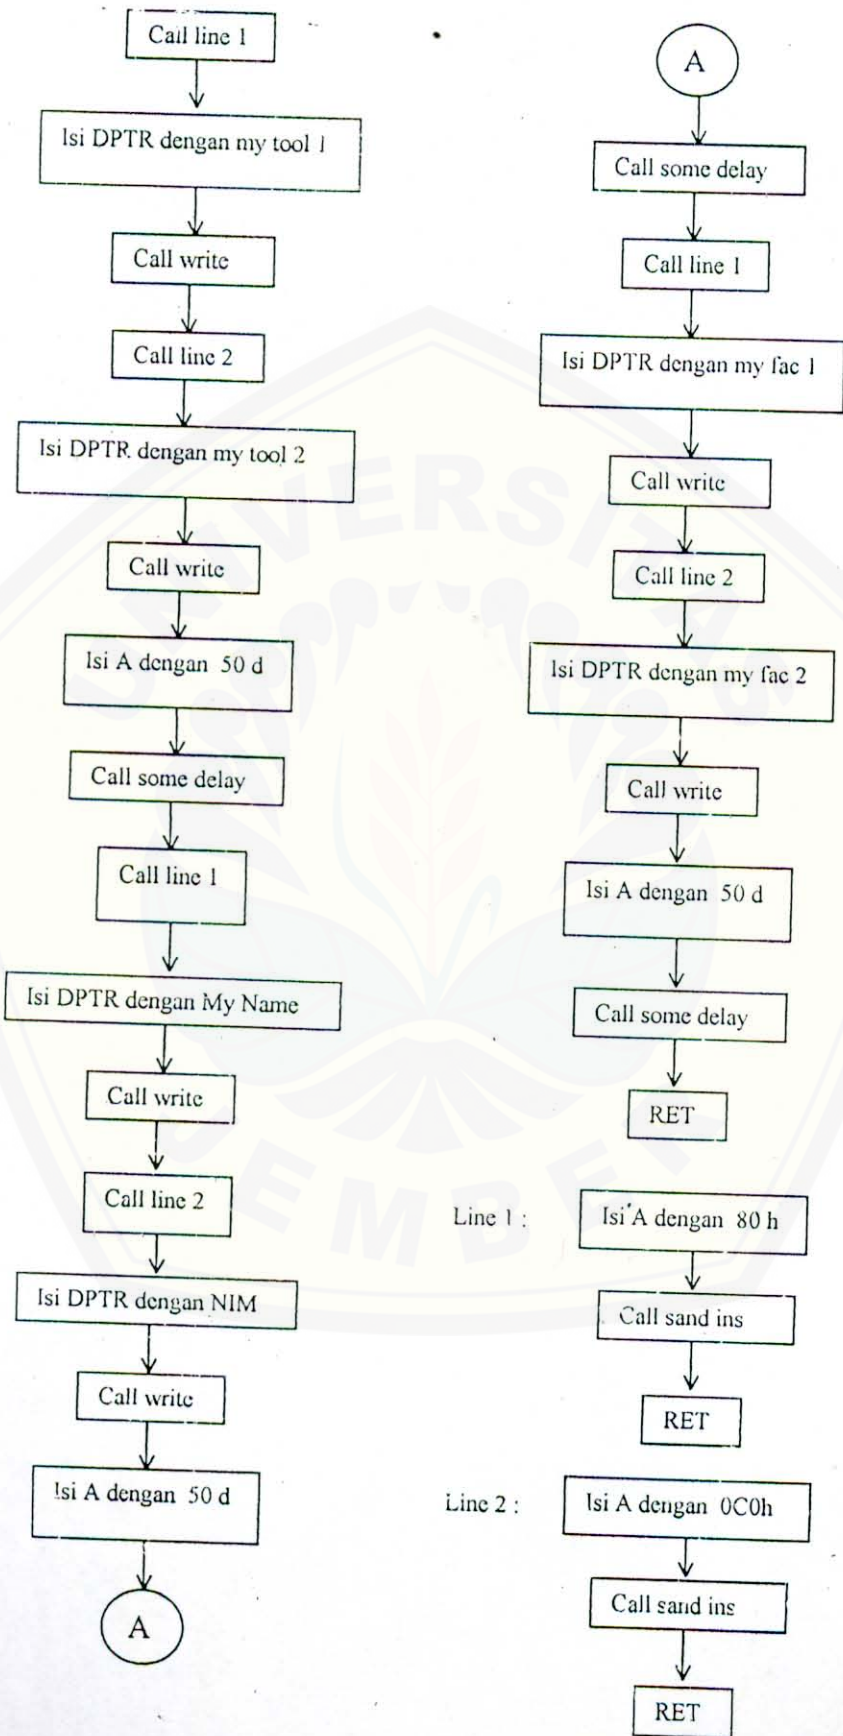 Call line 1
Isi DPTR dengan my tool 1
Call write
Call line 2
Isi DPTR dengan my tool 2
Call write
Isi A dengan 50 d
Call some delay
Call line 1
Isi DPTR dengan My Name
Call write
Call line 2
Isi DPTR dengan NIM
Call write
Isi A dengan 50 d
A
A
Call some delay
Call line 1
Isi DPTR dengan my fac 1
Call write
Call line 2
Isi DPTR dengan my fac 2
Call write
Isi A dengan 50 d
Call some delay
RET
Line 1 :
Isi A dengan 80 h
Call sand ins
RET
Line 2 :
Isi A dengan 0C0h
Call sand ins
RET
UNIVERSITAS
JEMBER